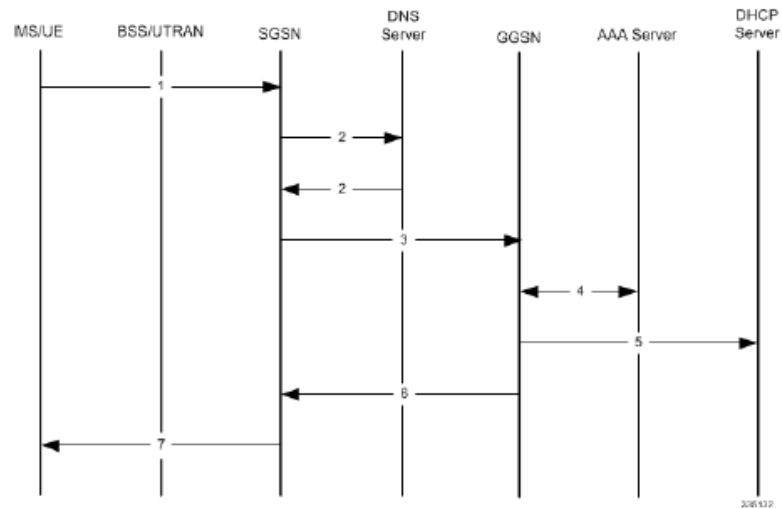 MS/UE
BSS/UTRAN
SGSN
DNS
Server
GGSN
AAA Server
DHCP
Server
1
2
2
3
4
5
6
7